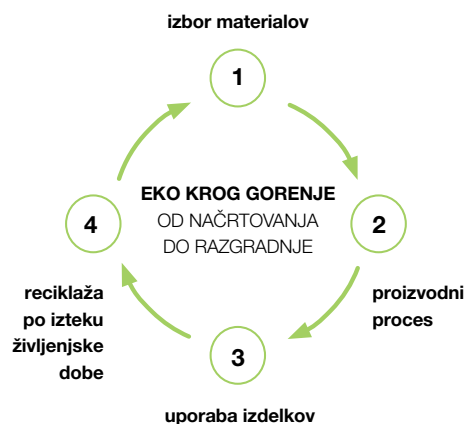 izbor materialov
1
EKO KROG GORENJE
OD NAČRTOVANJA
DO RAZGRADNJE
4
2
reciklaža
po izteku
življenjske
dobe
proizvodni
proces
3
uporaba izdelkov